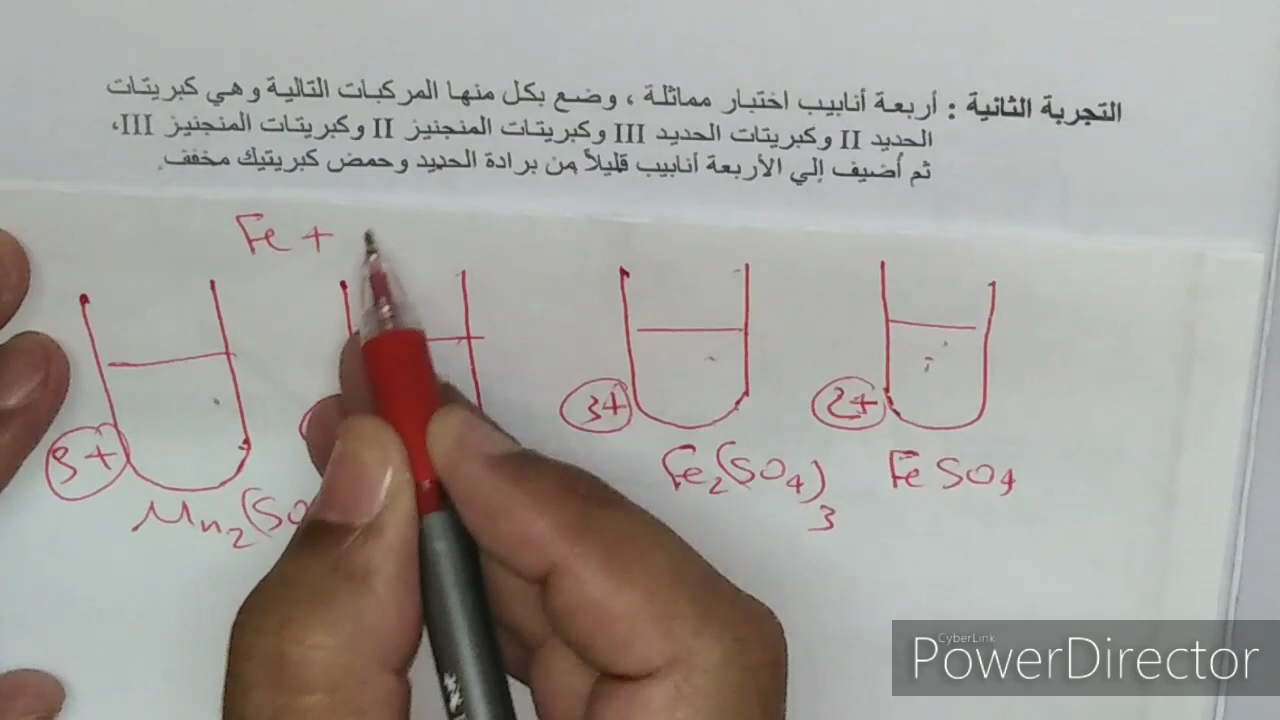 التجربة الثانية : أربعة أنابيب اختبار مماثلة ، وضع بكل منها المركبات التالية وهي كبريتات
الحديد II وكبريتات الحديد III وكبريتات المنجنيز II وكبريتات المنجنيز III،
ثم أضيف إلي الأربعة أنابيب قليلاً من برادة الحديد وحمض كبريتيك مخفف.
Fe +
3+ 3+ 2+
Mn2(SO Fe2(SO4)3 FeSO4
CyberLink
PowerDirector